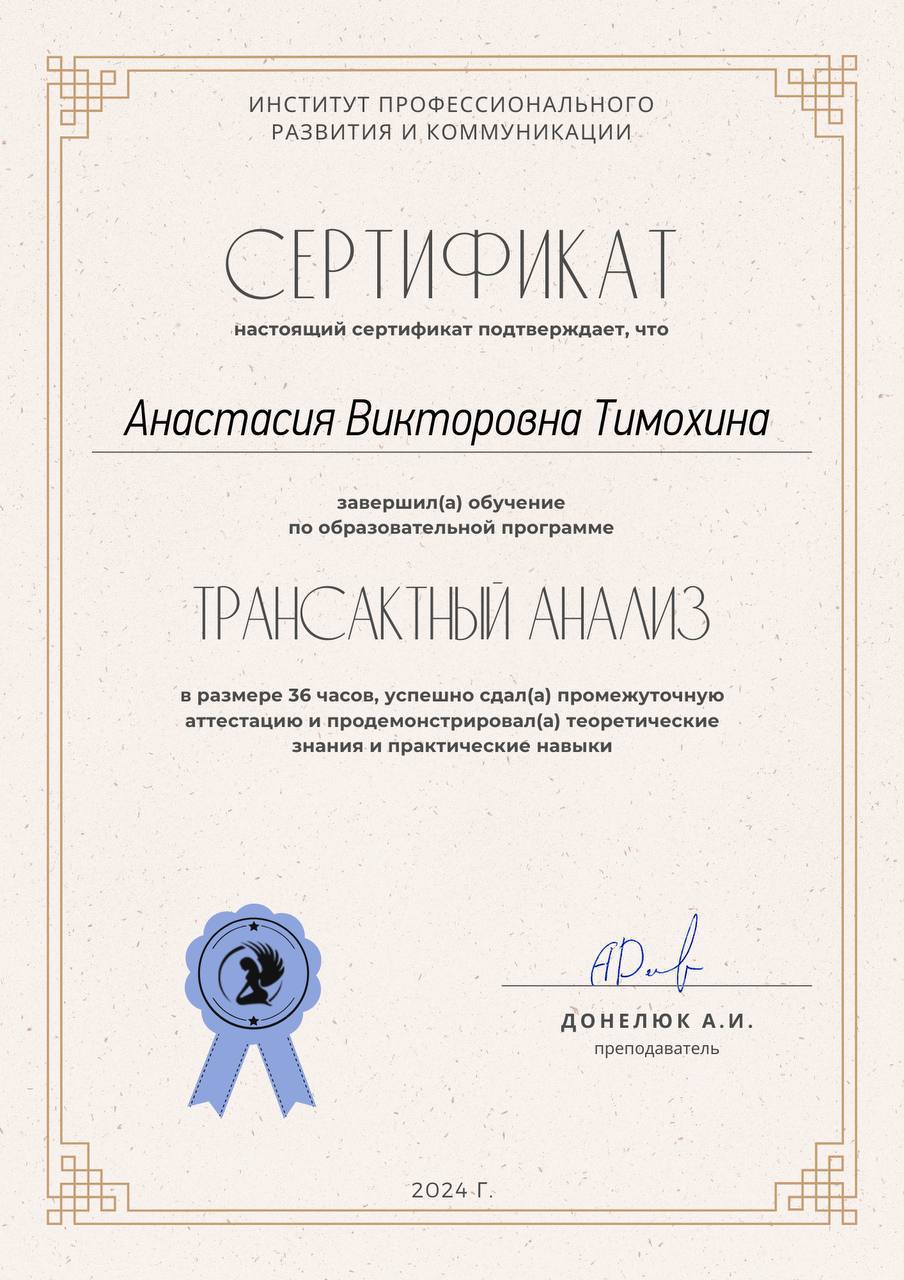 ИНСТИТУТ ПРОФЕССИОНАЛЬНОГО
РАЗВИТИЯ И КОММУНИКАЦИИ
СЕРТИФИКАТ
настоящий сертификат подтверждает, что
Анастасия Викторовна Тимохина
завершил(а) обучение
по образовательной программе
ТРАНСАКТНЫЙ АНАЛИЗ
в размере 36 часов, успешно сдал(а) промежуточную
аттестацию и продемонстрировал(а) теоретические
знания и практические навыки
ДОНЕЛЮК А.И.
преподаватель
2024 Г.